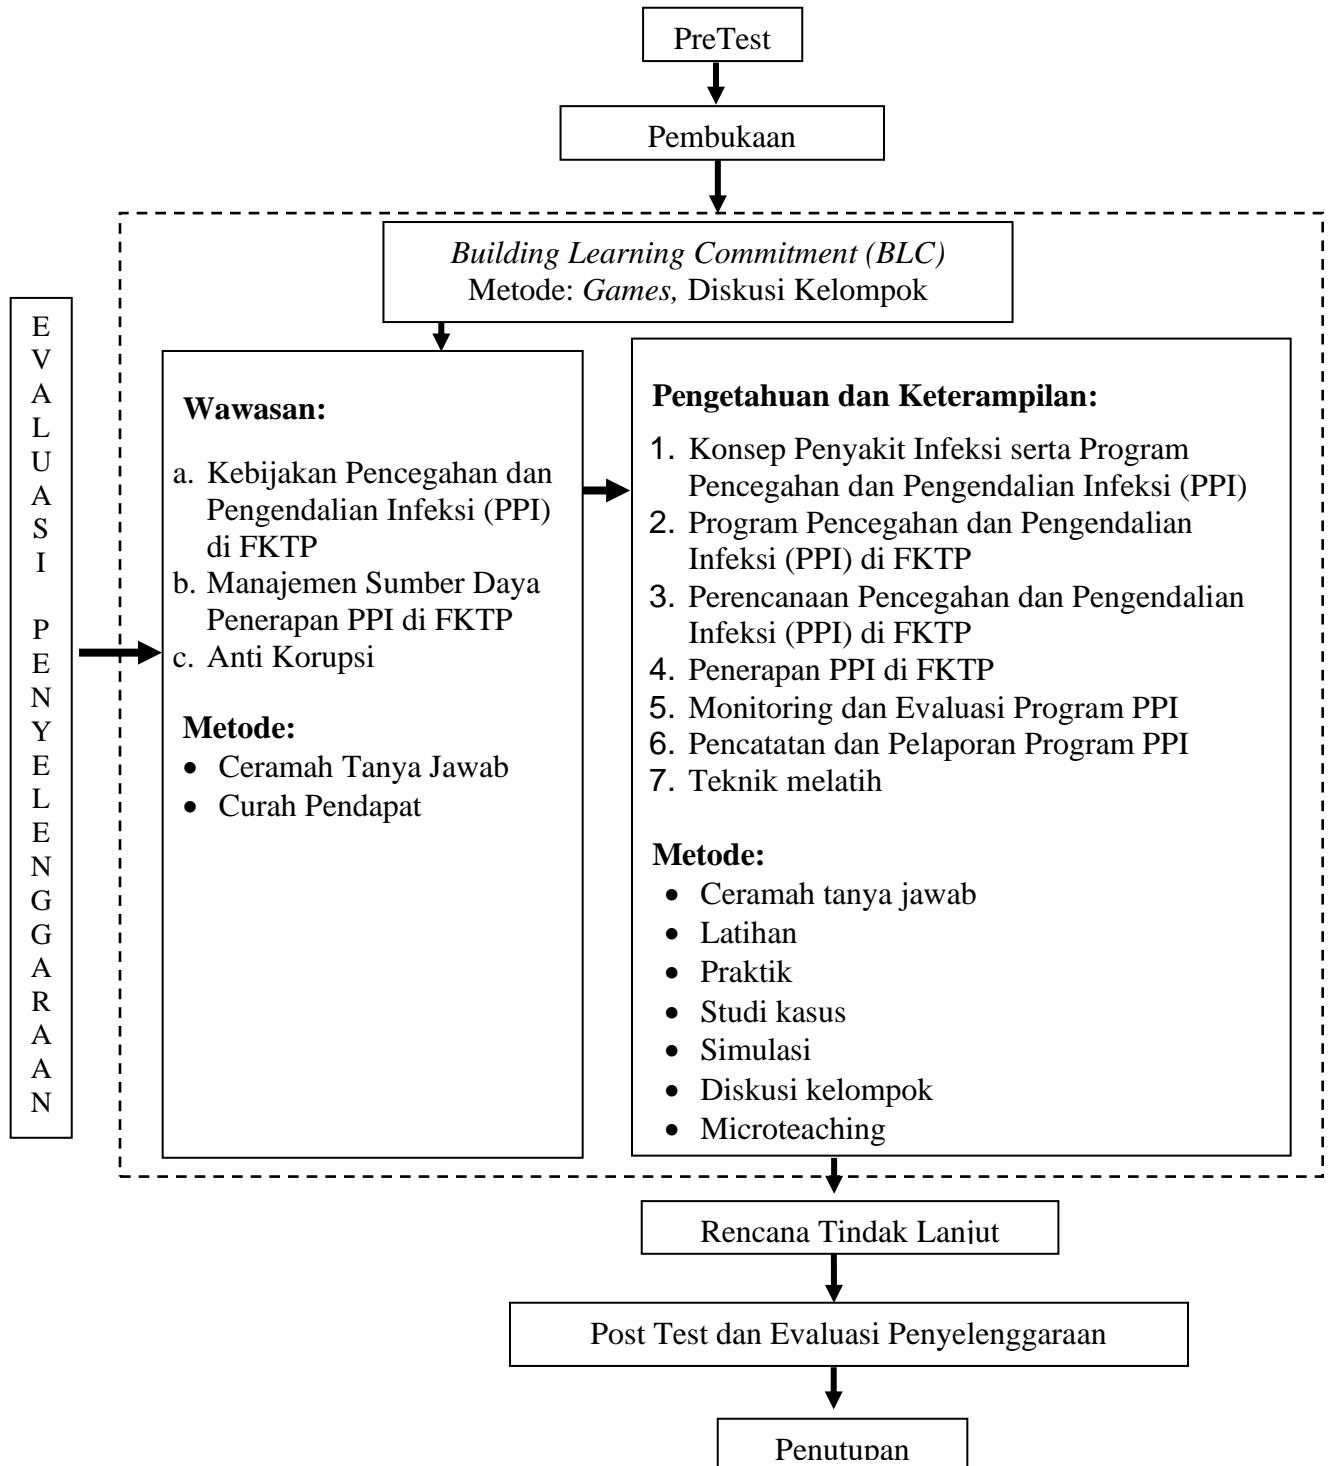 PreTest
Pembukaan
Building Learning Commitment (BLC)
Metode: Games, Diskusi Kelompok
EVALUASI PENYELENGGARAAN
Wawasan:
a. Kebijakan Pencegahan dan
Pengendalian Infeksi (PPI)
di FKTP
b. Manajemen Sumber Daya
Penerapan PPI di FKTP
c. Anti Korupsi
Metode:
• Ceramah Tanya Jawab
• Curah Pendapat
Pengetahuan dan Keterampilan:
1. Konsep Penyakit Infeksi serta Program
Pencegahan dan Pengendalian Infeksi (PPI)
2. Program Pencegahan dan Pengendalian
Infeksi (PPI) di FKTP
3. Perencanaan Pencegahan dan Pengendalian
Infeksi (PPI) di FKTP
4. Penerapan PPI di FKTP
5. Monitoring dan Evaluasi Program PPI
6. Pencatatan dan Pelaporan Program PPI
7. Teknik melatih
Metode:
• Ceramah tanya jawab
• Latihan
• Praktik
• Studi kasus
• Simulasi
• Diskusi kelompok
• Microteaching
Rencana Tindak Lanjut
Post Test dan Evaluasi Penyelenggaraan
Penutupan